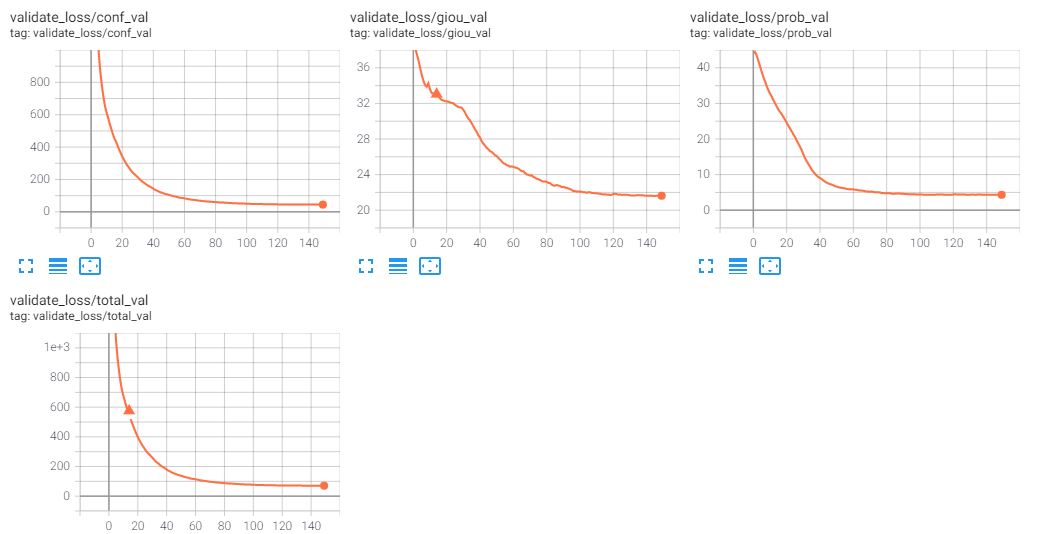 validate_loss/conf_val
tag: validate_loss/conf_val
800
600
400
200
0
0 20 40 60 80 100 120 140
validate_loss/giou_val
tag: validate_loss/giou_val
36
32
28
24
20
0 20 40 60 80 100 120 140
validate_loss/prob_val
tag: validate_loss/prob_val
40
30
20
10
0
0 20 40 60 80 100 120 140
validate_loss/total_val
tag: validate_loss/total_val
1e+3
800
600
400
200
0
0 20 40 60 80 100 120 140